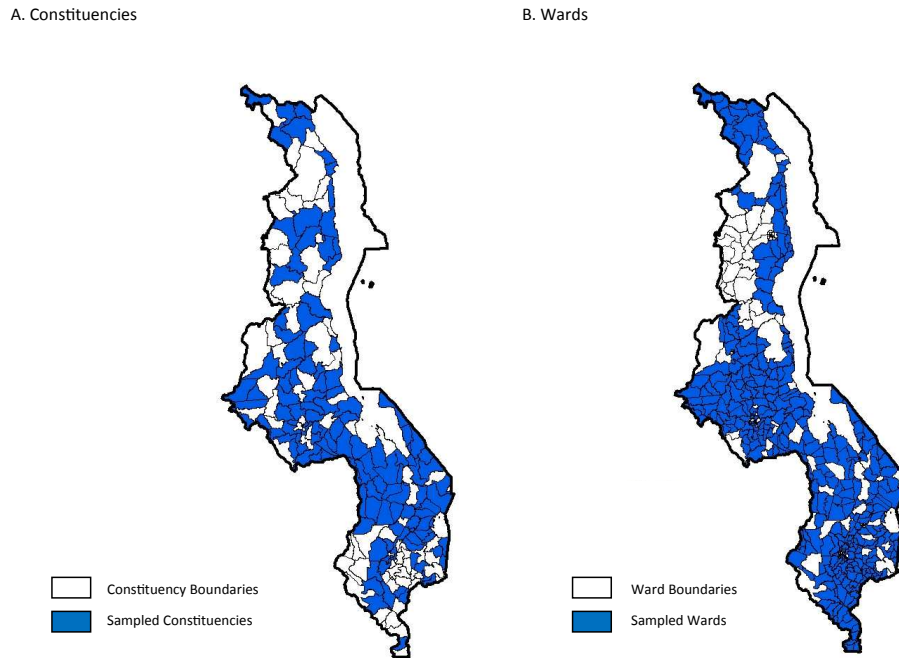 A. Constituencies
B. Wards
Constituency Boundaries
Sampled Constituencies
Ward Boundaries
Sampled Wards